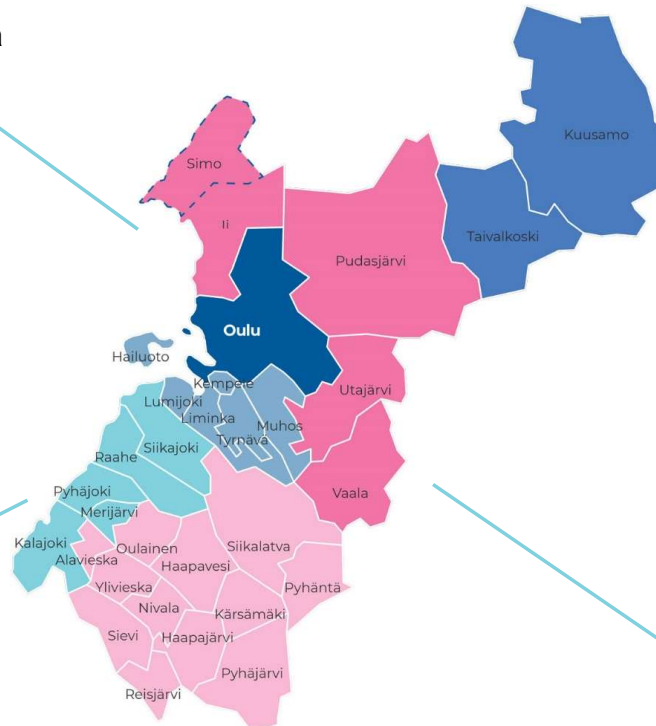 Kuusamo
Simo
Ii
Taivalkoski
Pudasjärvi
Oulu
Hailuoto
Kempele
Utajärvi
Lumijoki
Liminka
Muhos
Tyrnävä
Siikajoki
Raahe
Pyhäjoki
Vaala
Merijärvi
Kalajoki
Oulainen
Siikalatva
Alavieska
Haapavesi
Ylivieska
Pyhäntä
Nivala
Kärsämäki
Sievi
Haapajärvi
Pyhäjärvi
Reisjärvi